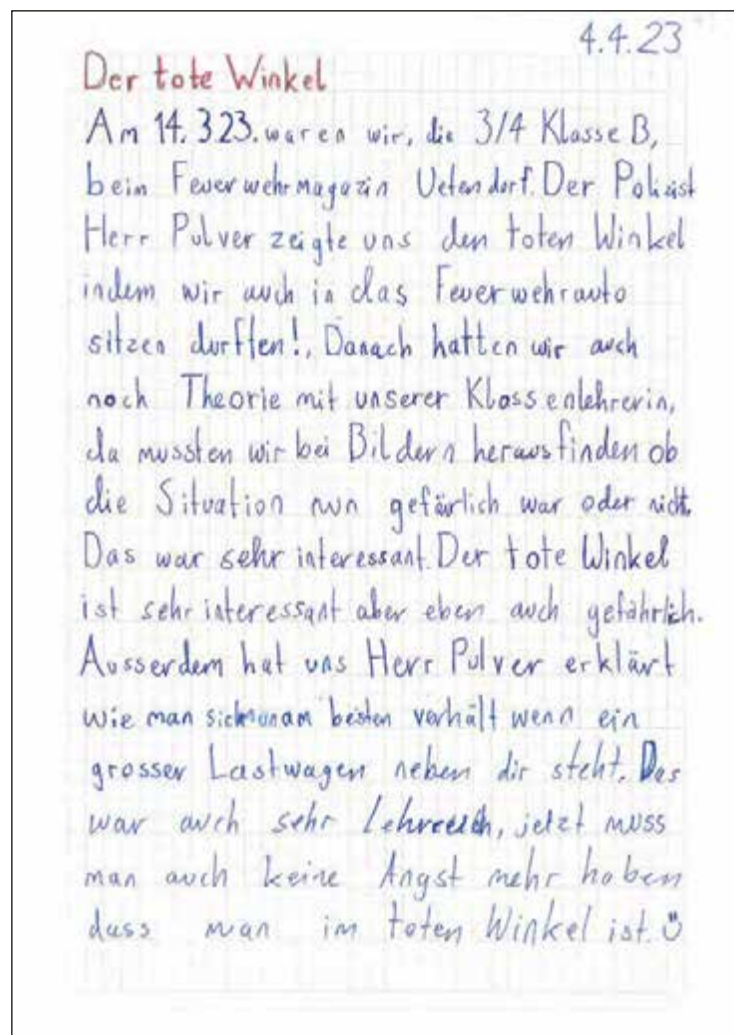 4.4.23
Der tote Winkel
Am 14.3.23. waren wir, die 3/4 Klasse B,
beim Feuerwehrmagazin Uetendorf. Der Polizist
Herr Pulver zeigte uns den toten Winkel
indem wir auch in das Feuerwehrauto
sitzen durften!, Danach hatten wir auch
noch Theorie mit unserer Klassenlehrerin,
da mussten wir bei Bildern herausfinden ob
die Situation nun gefärlich war oder nicht.
Das war sehr interessant. Der tote Winkel
ist sehr interessant aber eben auch gefährlich.
Ausserdem hat uns Herr Pulver erklärt
wie man am besten verhält wenn ein
grosser Lastwagen neben dir steht. Das
war auch sehr lehrreich, jetzt muss
man auch keine Angst mehr haben
dass man im toten Winkel ist.